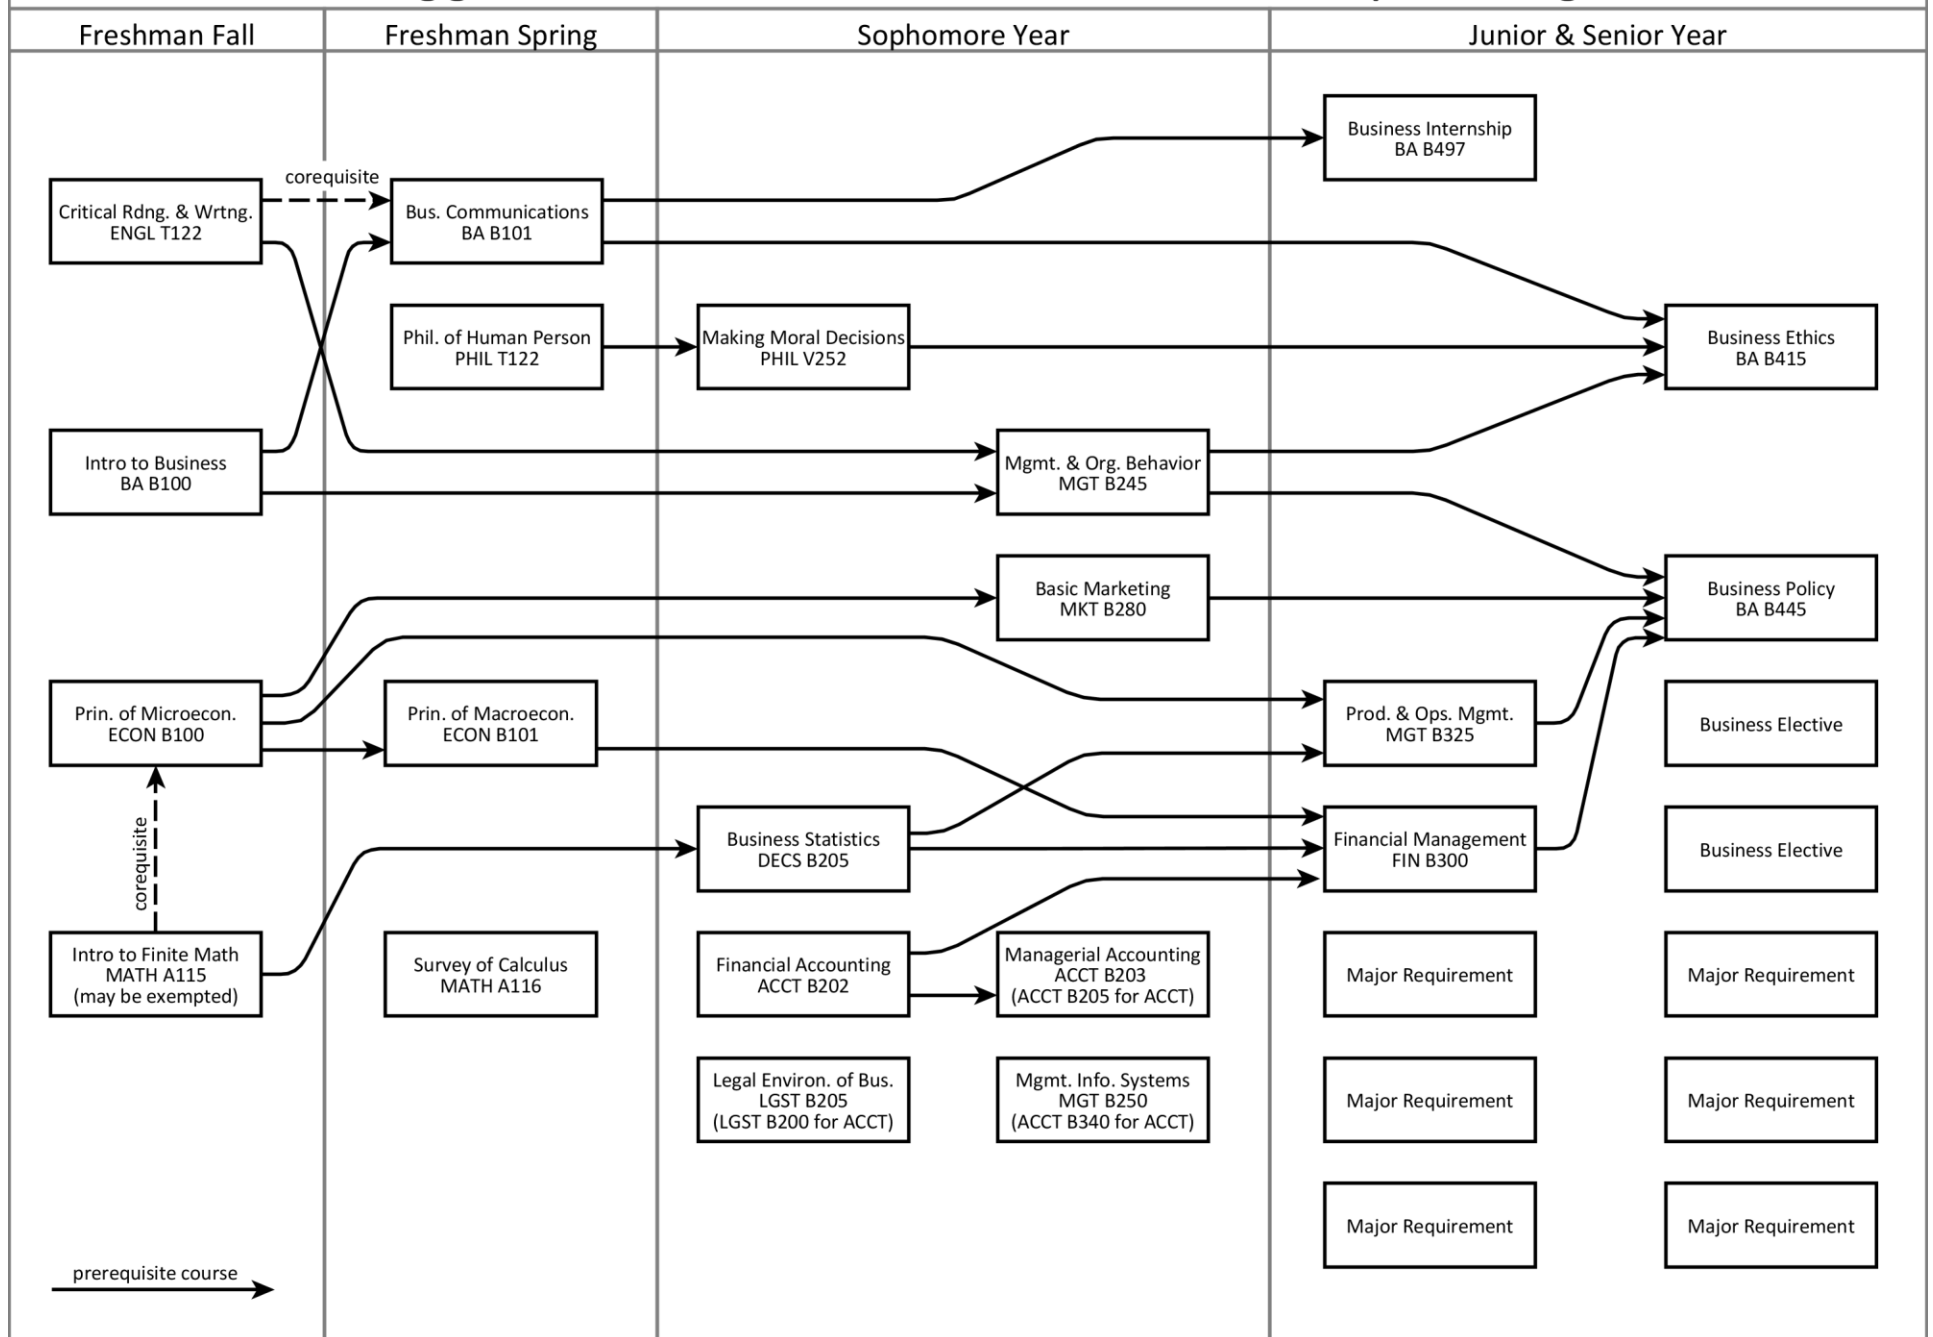 Freshman Fall
Freshman Spring
Sophomore Year
Junior & Senior Year
Business Internship
BA B497
corequisite
Critical Rdng. & Wrtng.
ENGL T122
Bus. Communications
BA B101
Phil. of Human Person
PHIL T122
Making Moral Decisions
PHIL V252
Business Ethics
BA B415
Intro to Business
BA B100
Mgmt. & Org. Behavior
MGT B245
Basic Marketing
MKT B280
Business Policy
BA B445
Prin. of Microecon.
ECON B100
Prin. of Macroecon.
ECON B101
Prod. & Ops. Mgmt.
MGT B325
Business Elective
corequisite
Business Statistics
DECS B205
Financial Management
FIN B300
Business Elective
Intro to Finite Math
MATH A115
(may be exempted)
Survey of Calculus
MATH A116
Financial Accounting
ACCT B202
Managerial Accounting
ACCT B203
(ACCT B205 for ACCT)
Major Requirement
Major Requirement
Legal Environ. of Bus.
LGST B205
(LGST B200 for ACCT)
Mgmt. Info. Systems
MGT B250
(ACCT B340 for ACCT)
Major Requirement
Major Requirement
Major Requirement
Major Requirement
prerequisite course